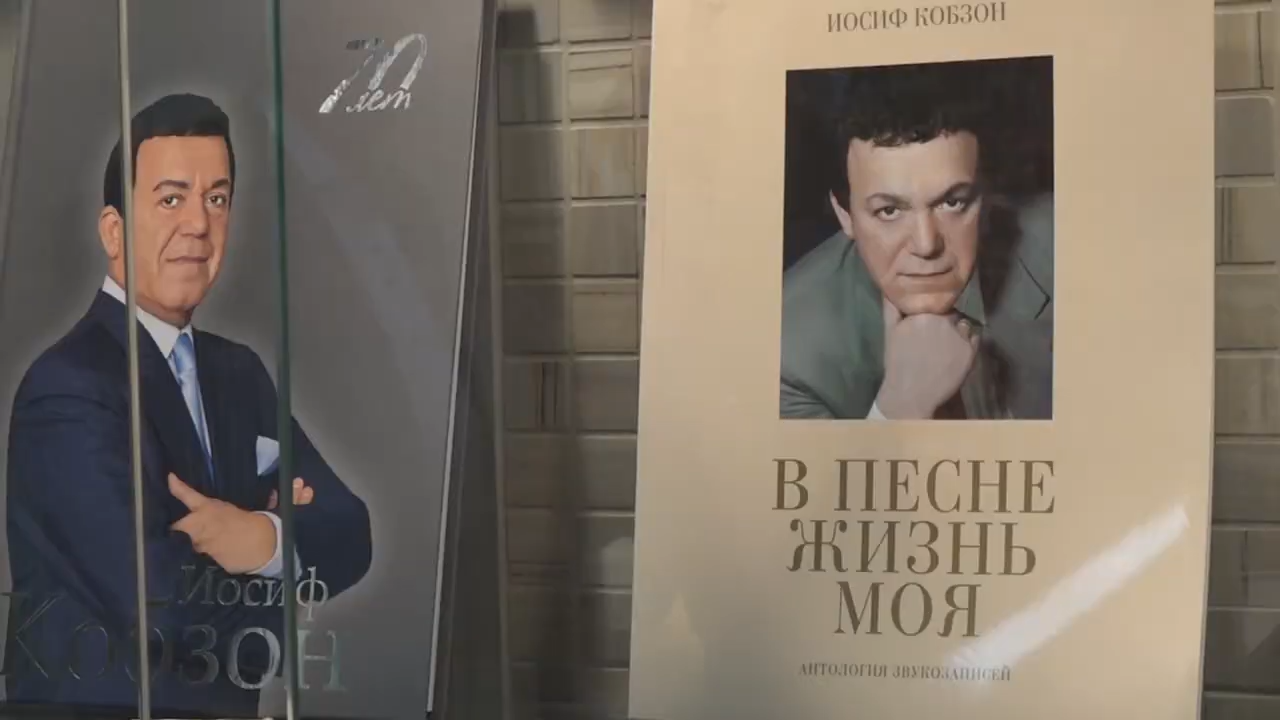 70
лет
Иосиф
Кобзон
ИОСИФ КОБЗОН
В ПЕСНЕ
ЖИЗНЬ
МОЯ
АНТОЛОГИЯ ЗВУКОЗАПИСЕЙ